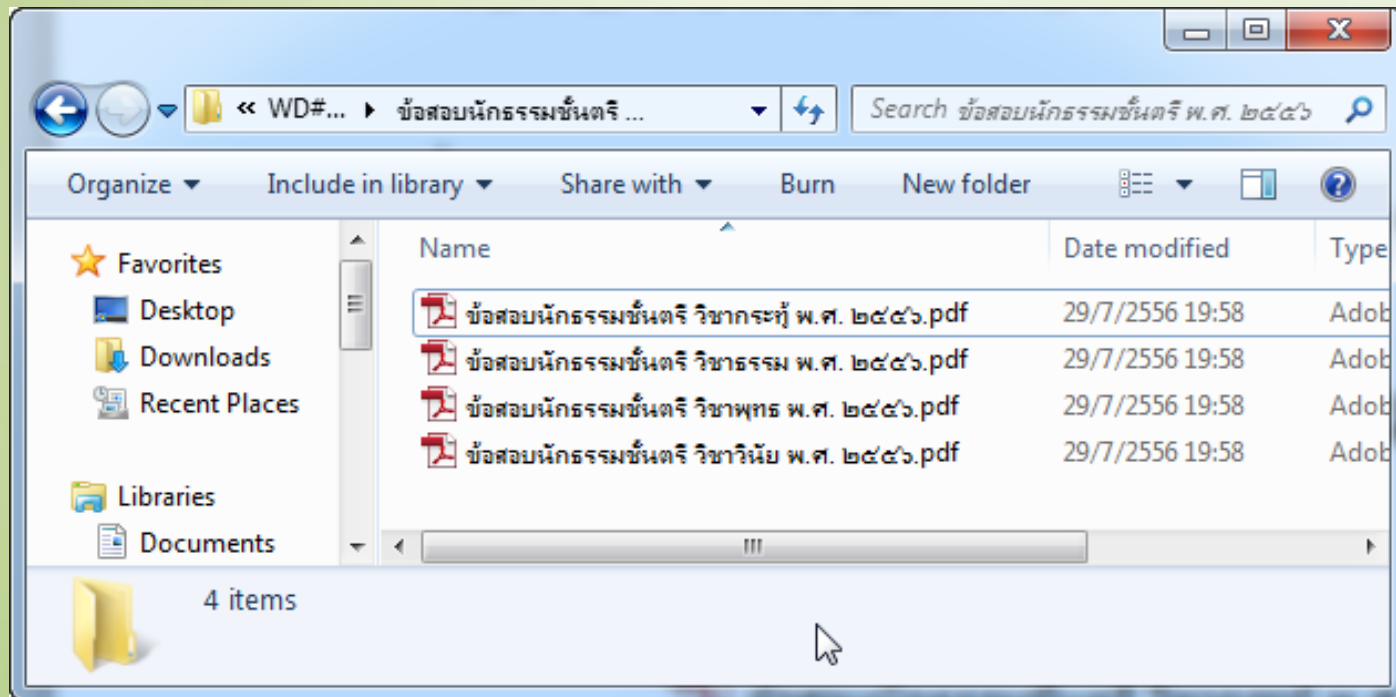 « WD#... ▸ ข้อสอบนักธรรมชั้นตรี ...
Search ข้อสอบนักธรรมชั้นตรี พ.ศ. ๒๕๕๖
Organize Include in library Share with Burn New folder
Favorites
Desktop
Downloads
Recent Places
Libraries
Documents
Name Date modified Type
ข้อสอบนักธรรมชั้นตรี วิชากระทู้ พ.ศ. ๒๕๕๖.pdf 29/7/2556 19:58 Adob
ข้อสอบนักธรรมชั้นตรี วิชาธรรม พ.ศ. ๒๕๕๖.pdf 29/7/2556 19:58 Adob
ข้อสอบนักธรรมชั้นตรี วิชาพุทธ พ.ศ. ๒๕๕๖.pdf 29/7/2556 19:58 Adob
ข้อสอบนักธรรมชั้นตรี วิชาวินัย พ.ศ. ๒๕๕๖.pdf 29/7/2556 19:58 Adob
4 items